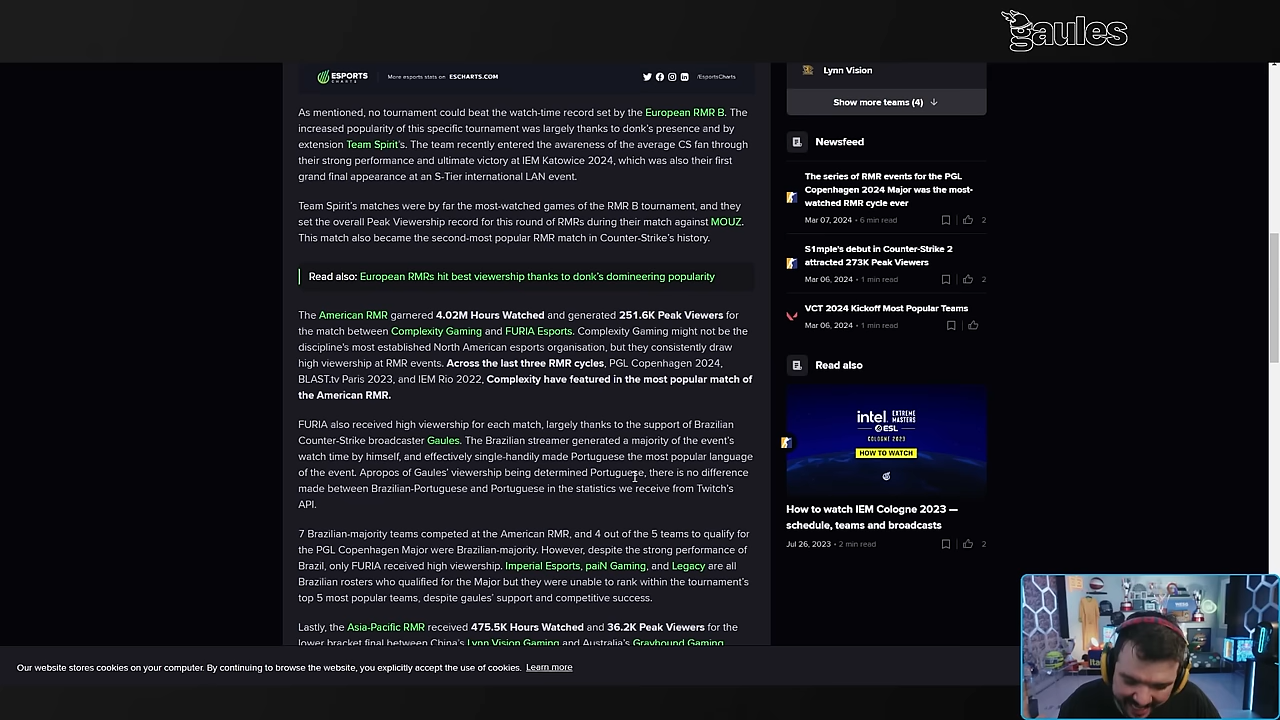 gaules
ESPORTS
CHARTS
More esports stats on ESCHARTS.COM
/EsportsCharts
As mentioned, no tournament could beat the watch-time record set by the European RMR B. The
increased popularity of this specific tournament was largely thanks to donk's presence and by
extension Team Spirit's. The team recently entered the awareness of the average CS fan through
their strong performance and ultimate victory at IEM Katowice 2024, which was also their first
grand final appearance at an S-Tier international LAN event.
Team Spirit's matches were by far the most-watched games of the RMR B tournament, and they
set the overall Peak Viewership record for this round of RMRs during their match against MOUZ.
This match also became the second-most popular RMR match in Counter-Strike's history.
Read also: European RMRs hit best viewership thanks to donk's domineering popularity
The American RMR garnered 4.02M Hours Watched and generated 251.6K Peak Viewers for
the match between Complexity Gaming and FURIA Esports. Complexity Gaming might not be the
discipline's most established North American esports organisation, but they consistently draw
high viewership at RMR events. Across the last three RMR cycles, PGL Copenhagen 2024,
BLAST.tv Paris 2023, and IEM Rio 2022, Complexity have featured in the most popular match of
the American RMR.
FURIA also received high viewership for each match, largely thanks to the support of Brazilian
Counter-Strike broadcaster Gaules. The Brazilian streamer generated a majority of the event's
watch time by himself, and effectively single-handily made Portuguese the most popular language
of the event. Apropos of Gaules' viewership being determined Portuguese, there is no difference
made between Brazilian-Portuguese and Portuguese in the statistics we receive from Twitch's
API.
7 Brazilian-majority teams competed at the American RMR, and 4 out of the 5 teams to qualify for
the PGL Copenhagen Major were Brazilian-majority. However, despite the strong performance of
Brazil, only FURIA received high viewership. Imperial Esports, paiN Gaming, and Legacy are all
Brazilian rosters who qualified for the Major but they were unable to rank within the tournament's
top 5 most popular teams, despite gaules' support and competitive success.
Lastly, the Asia-Pacific RMR received 475.5K Hours Watched and 36.2K Peak Viewers for the
lower bracket final between China's Lynn Vision Gaming and Australia's Grayhound Gaming
Lynn Vision
Show more teams (4)
Newsfeed
The series of RMR events for the PGL
Copenhagen 2024 Major was the most-
watched RMR cycle ever
Mar 07, 2024 • 6 min read 2
S1mple's debut in Counter-Strike 2
attracted 273K Peak Viewers
Mar 06, 2024 • 1 min read 2
VCT 2024 Kickoff Most Popular Teams
Mar 06, 2024 • 1 min read
Read also
intel EXTREME MASTERS
ESL
COLOGNE 2023
HOW TO WATCH
How to watch IEM Cologne 2023 —
schedule, teams and broadcasts
Jul 26, 2023 • 2 min read 2
Our website stores cookies on your computer. By continuing to browse the website, you explicitly accept the use of cookies. Learn more